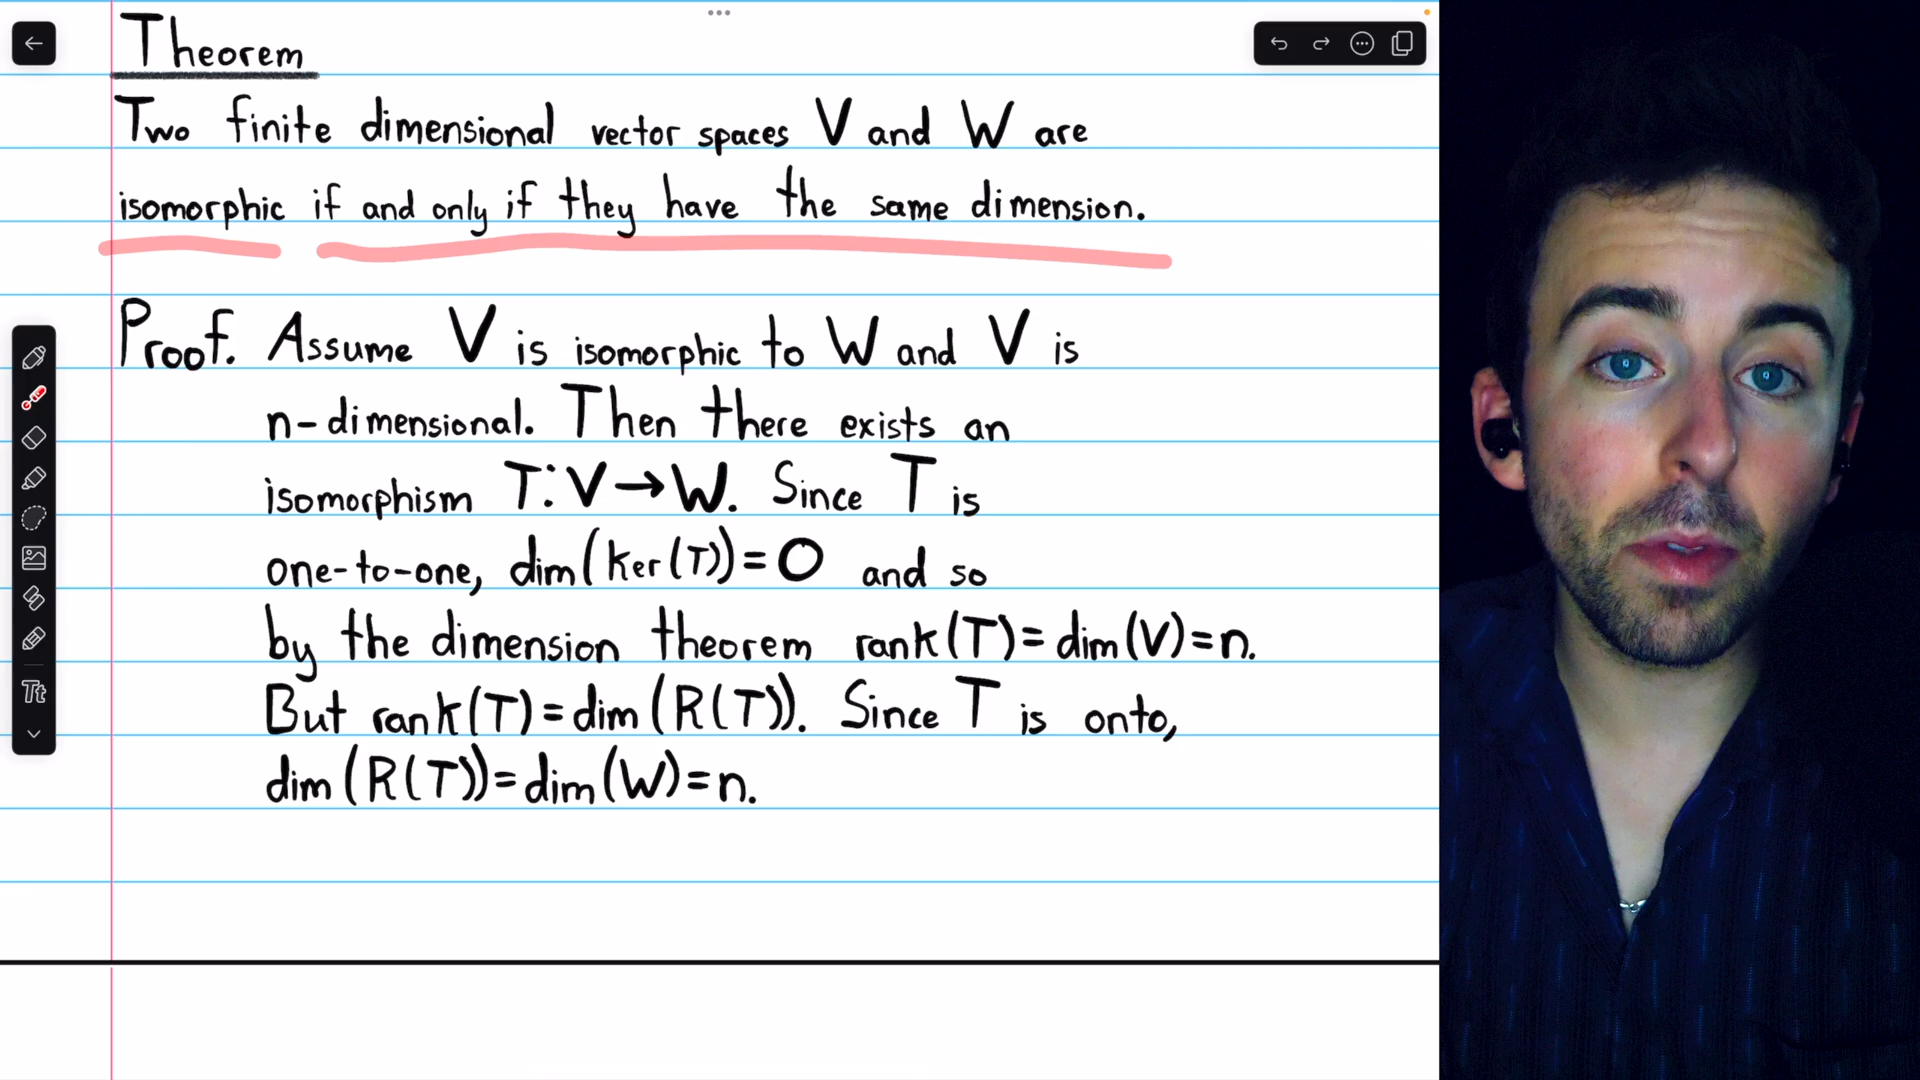 Theorem
Two finite dimensional vector spaces V and W are
isomorphic if and only if they have the same dimension.
Proof. Assume V is isomorphic to W and V is
n-dimensional. Then there exists an
isomorphism T:V→W. Since T is
one-to-one, dim(ker(T))=0 and so
by the dimension theorem rank(T)=dim(V)=n.
But rank(T)=dim(R(T)). Since T is onto,
dim(R(T))=dim(W)=n.
Tt